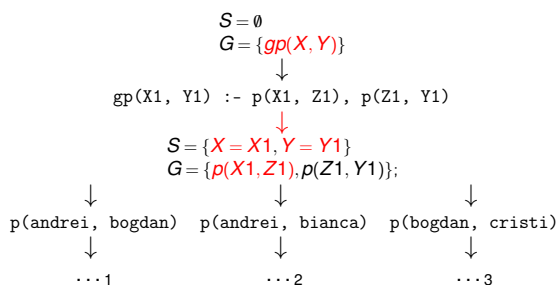 S = ∅
G = {gp(X, Y)}
↓
gp(X1, Y1) :- p(X1, Z1), p(Z1, Y1)
↓
S = {X = X1, Y = Y1}
G = {p(X1, Z1), p(Z1, Y1)};
↓ ↓ ↓
p(andrei, bogdan) p(andrei, bianca) p(bogdan, cristi)
↓ ↓ ↓
⋯1 ⋯2 ⋯3